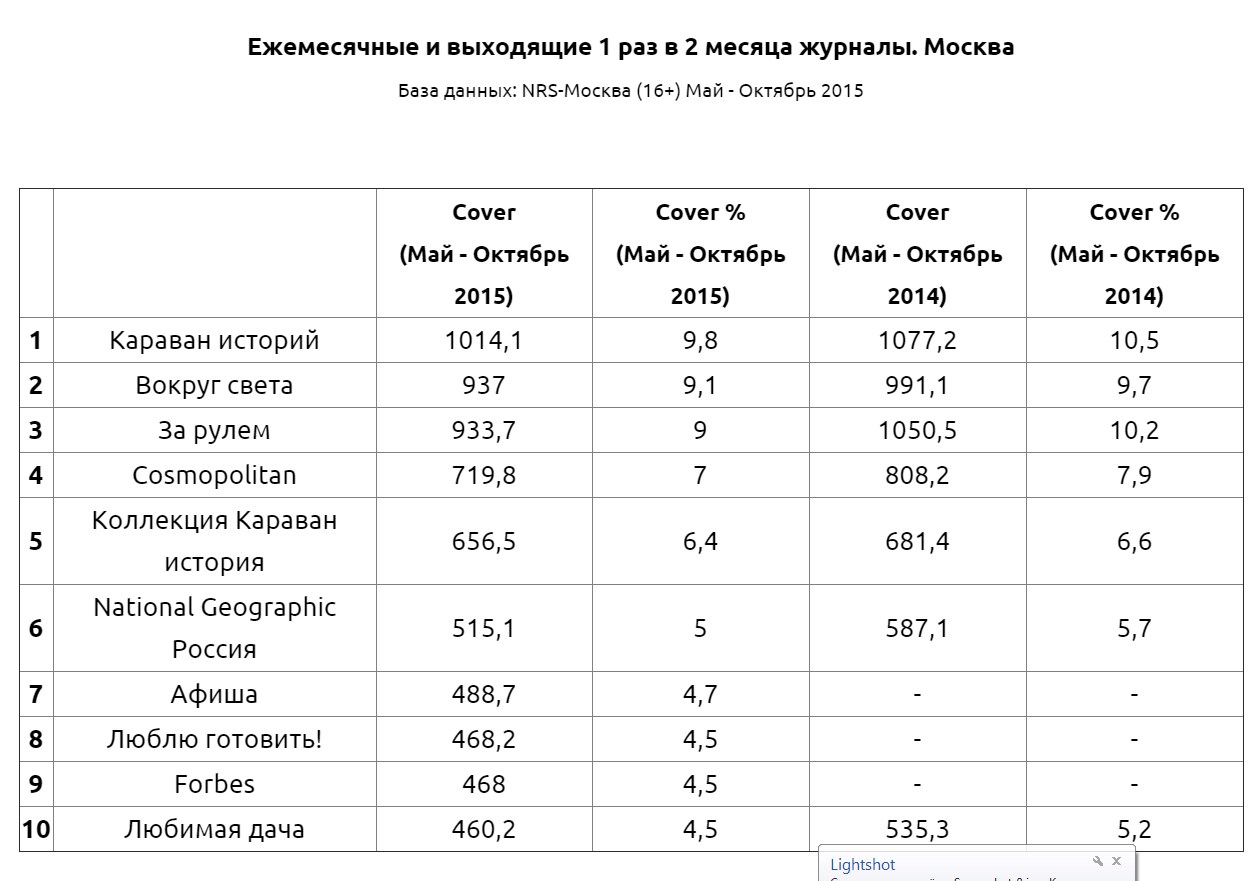 Ежемесячные и выходящие 1 раз в 2 месяца журналы. Москва
База данных: NRS-Москва (16+) Май - Октябрь 2015
Cover (Май - Октябрь 2015) Cover % (Май - Октябрь 2015) Cover (Май - Октябрь 2014) Cover % (Май - Октябрь 2014)
1 Караван историй 1014,1 9,8 1077,2 10,5
2 Вокруг света 937 9,1 991,1 9,7
3 За рулем 933,7 9 1050,5 10,2
4 Cosmopolitan 719,8 7 808,2 7,9
5 Коллекция Караван история 656,5 6,4 681,4 6,6
6 National Geographic Россия 515,1 5 587,1 5,7
7 Афиша 488,7 4,7 - -
8 Люблю готовить! 468,2 4,5 - -
9 Forbes 468 4,5 - -
10 Любимая дача 460,2 4,5 535,3 5,2
Lightshot